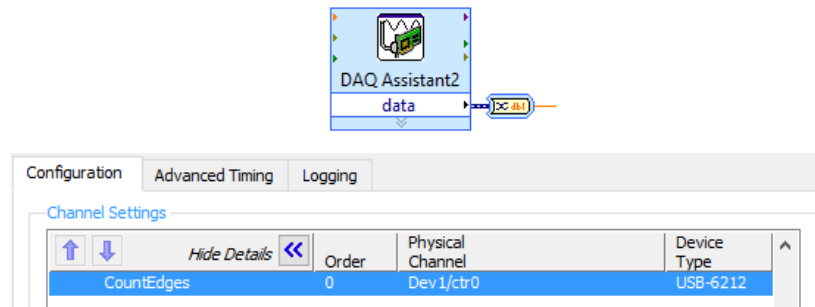 DAQ Assistant2
data
dbl
Configuration Advanced Timing Logging
Channel Settings
Hide Details Order Physical Channel Device Type
CountEdges 0 Dev1/ctr0 USB-6212